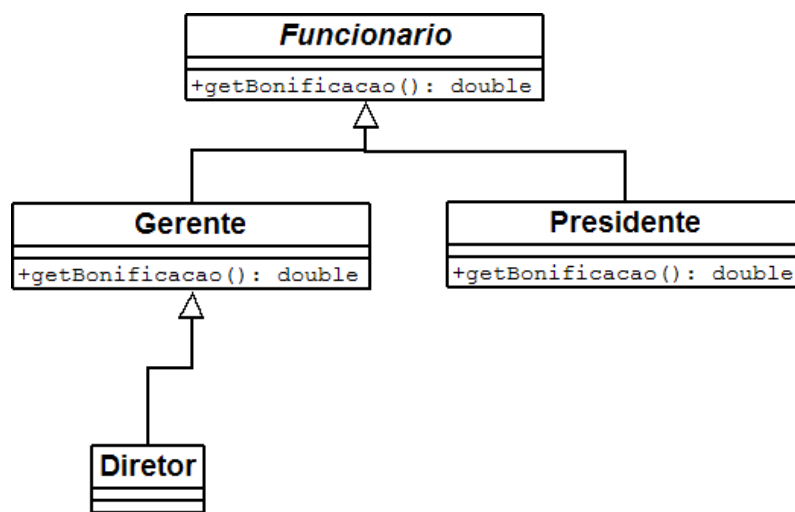 Funcionario
+getBonificacao(): double
Gerente
+getBonificacao(): double
Presidente
+getBonificacao(): double
Diretor